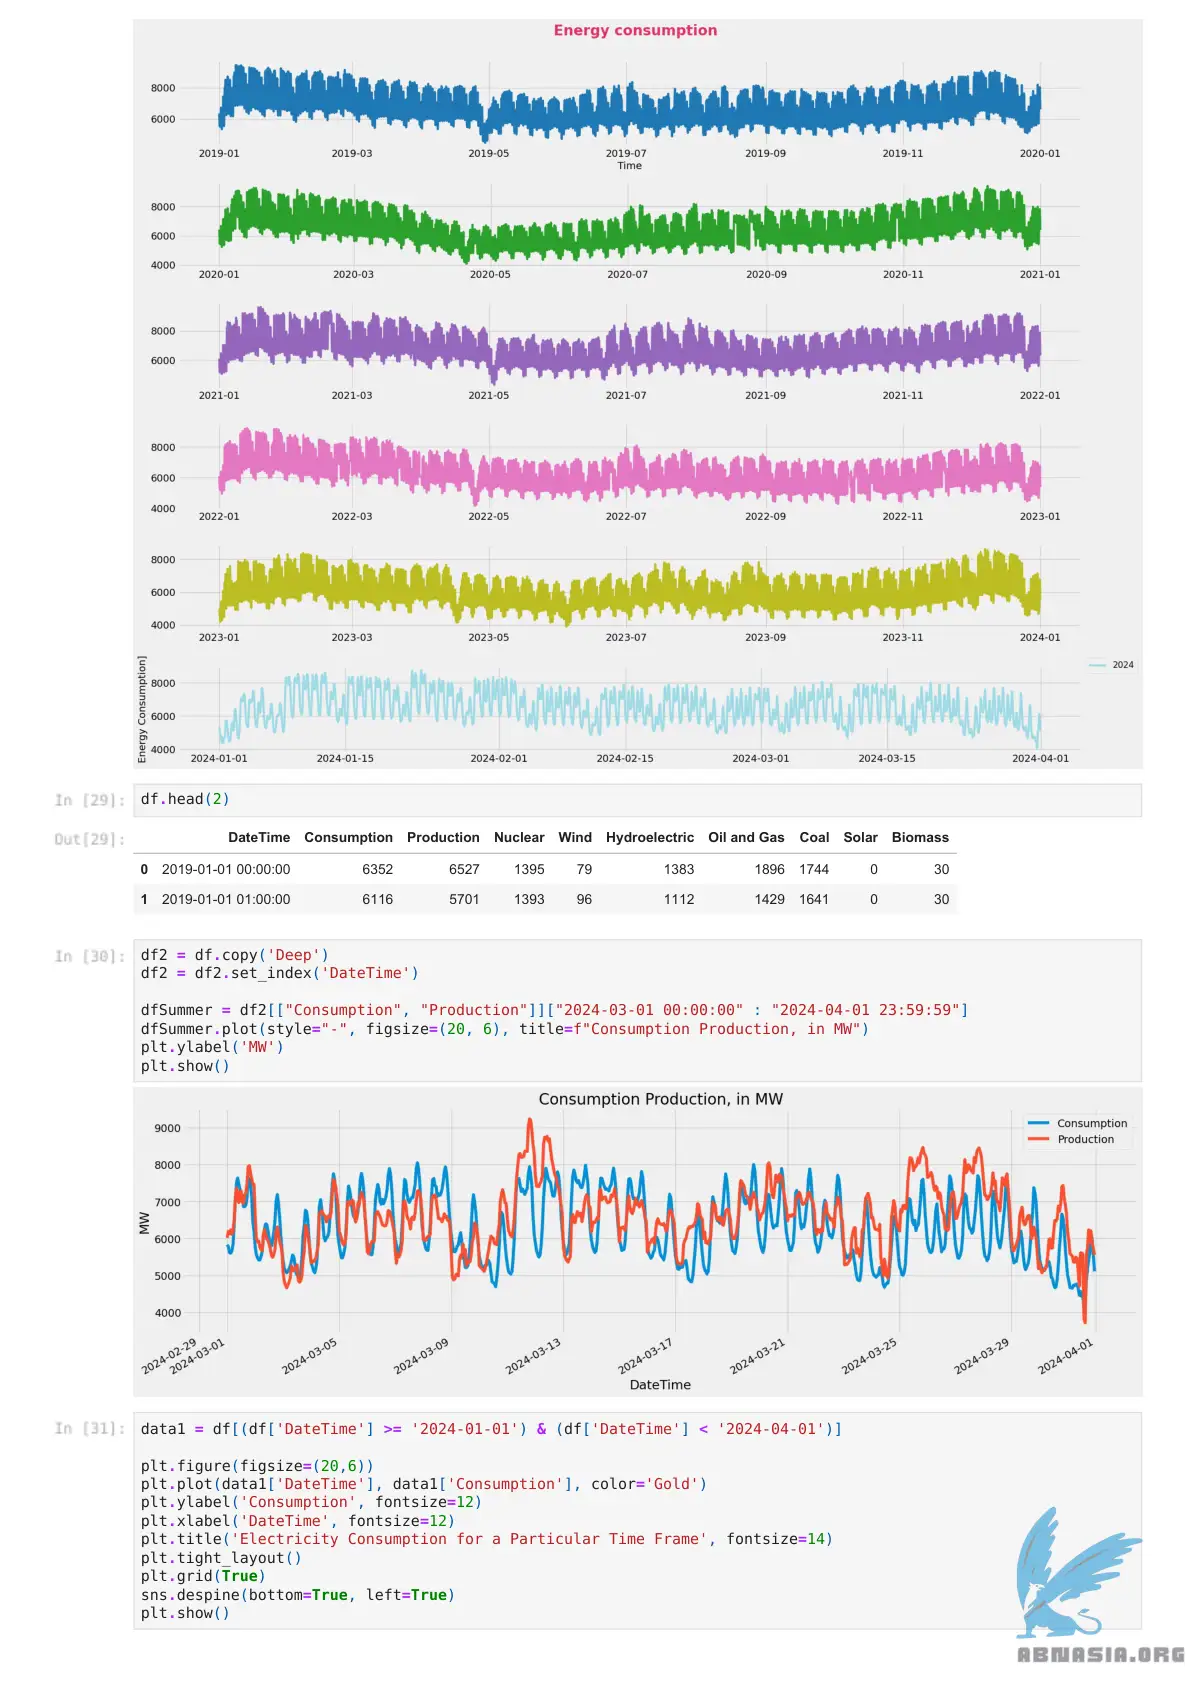 Energy consumption
8000
6000
2019-01 2019-03 2019-05 2019-07 2019-09 2019-11 2020-01
Time
8000
6000
4000
2020-01 2020-03 2020-05 2020-07 2020-09 2020-11 2021-01
8000
6000
2021-01 2021-03 2021-05 2021-07 2021-09 2021-11 2022-01
8000
6000
4000
2022-01 2022-03 2022-05 2022-07 2022-09 2022-11 2023-01
8000
6000
4000
2023-01 2023-03 2023-05 2023-07 2023-09 2023-11 2024-01
Energy Consumption]
2024
8000
6000
4000
2024-01-01 2024-01-15 2024-02-01 2024-02-15 2024-03-01 2024-03-15 2024-04-01
In [29]: df.head(2)
Out[29]: DateTime Consumption Production Nuclear Wind Hydroelectric Oil and Gas Coal Solar Biomass
0 2019-01-01 00:00:00 6352 6527 1395 79 1383 1896 1744 0 30
1 2019-01-01 01:00:00 6116 5701 1393 96 1112 1429 1641 0 30
In [30]: df2 = df.copy('Deep')
df2 = df2.set_index('DateTime')
dfSummer = df2[["Consumption", "Production"]]["2024-03-01 00:00:00" : "2024-04-01 23:59:59"]
dfSummer.plot(style="-", figsize=(20, 6), title=f"Consumption Production, in MW")
plt.ylabel('MW')
plt.show()
Consumption Production, in MW
Consumption
Production
9000
8000
7000
6000
5000
4000
MW
2024-02-29 2024-03-01 2024-03-05 2024-03-09 2024-03-13 2024-03-17 2024-03-21 2024-03-25 2024-03-29 2024-04-01
DateTime
In [31]: data1 = df[(df['DateTime'] >= '2024-01-01') & (df['DateTime'] < '2024-04-01')]
plt.figure(figsize=(20,6))
plt.plot(data1['DateTime'], data1['Consumption'], color='Gold')
plt.ylabel('Consumption', fontsize=12)
plt.xlabel('DateTime', fontsize=12)
plt.title('Electricity Consumption for a Particular Time Frame', fontsize=14)
plt.tight_layout()
plt.grid(True)
sns.despine(bottom=True, left=True)
plt.show()
ABNASIA.ORG